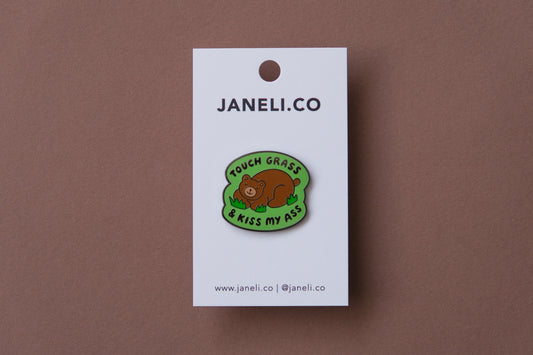 JANELI.CO
TOUCH GRASS
& KISS MY ASS
www.janeli.co | @janeli.co